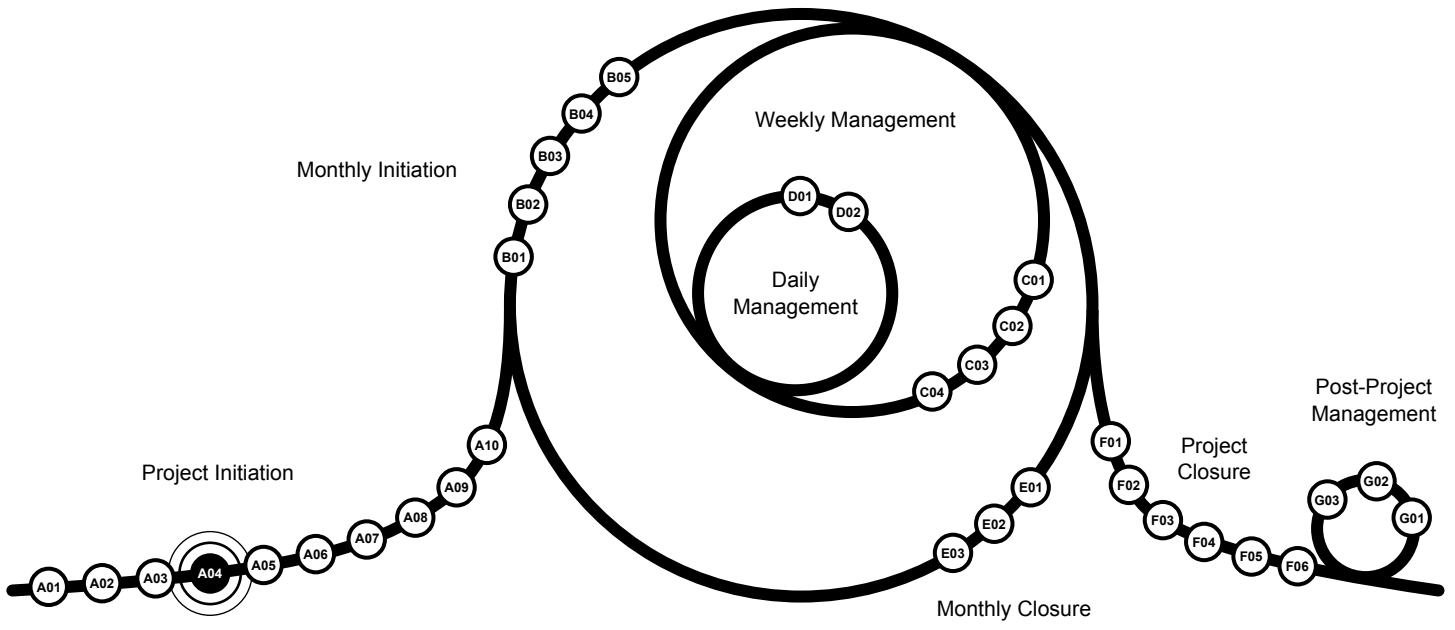 Monthly Initiation
B05
B04
B03
B02
B01
Weekly Management
D01
D02
Daily
Management
C01
C02
C03
C04
Project Initiation
A01
A02
A03
A04
A05
A06
A07
A08
A09
A10
E01
E02
E03
Monthly Closure
Project
Closure
F01
F02
F03
F04
F05
F06
Post-Project
Management
G03
G02
G01